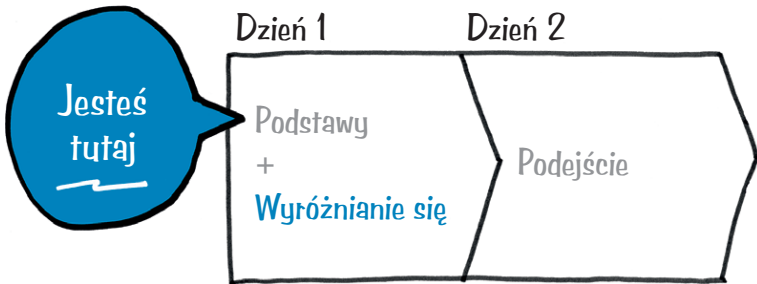 Dzień 1
Dzień 2
Jesteś
tutaj
Podstawy
+
Wyróżnianie się
Podejście